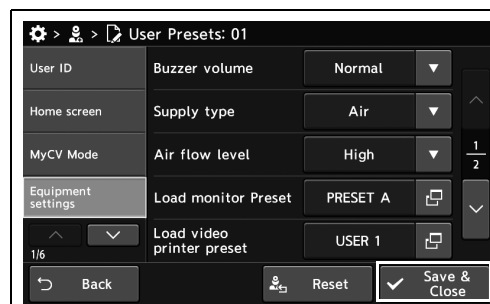 > > User Presets: 01
User ID
Buzzer volume
Normal
Home screen
Supply type
Air
MyCV Mode
Air flow level
High
1
2
Equipment
settings
Load monitor Preset
PRESET A
1/6
Load video
printer preset
USER 1
Back
Reset
Save &
Close